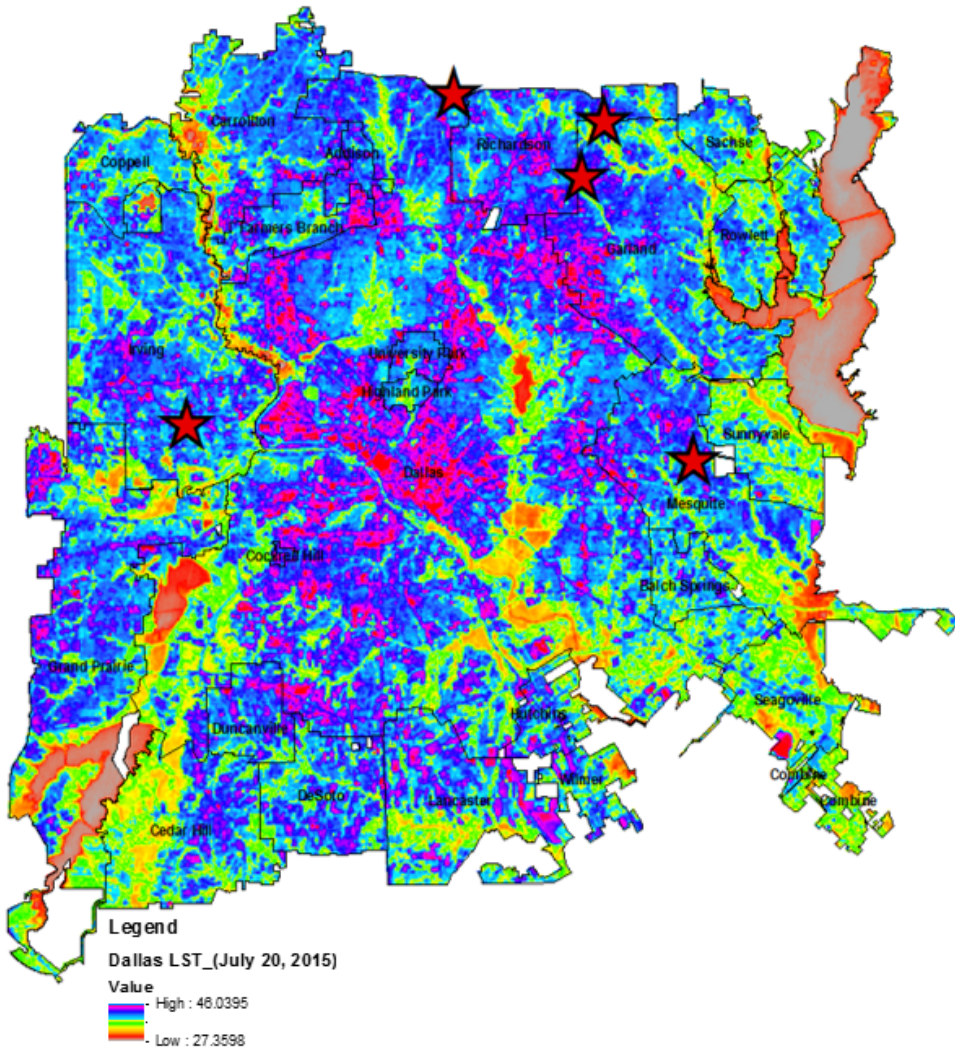 Carrollton
Coppell
Addison
Richardson
Sachse
Farmers Branch
Garland
Rowlett
Irving
University Park
Highland Park
Sunnyvale
Dallas
Mesquite
Cockrell Hill
Balch Springs
Grand Prairie
Seagoville
Duncanville
Hutchins
Combine
Wilmer
DeSoto
Lancaster
Combine
Cedar Hill
Legend
Dallas LST_(July 20, 2015)
Value
- High : 46.0395
-
- Low : 27.3598